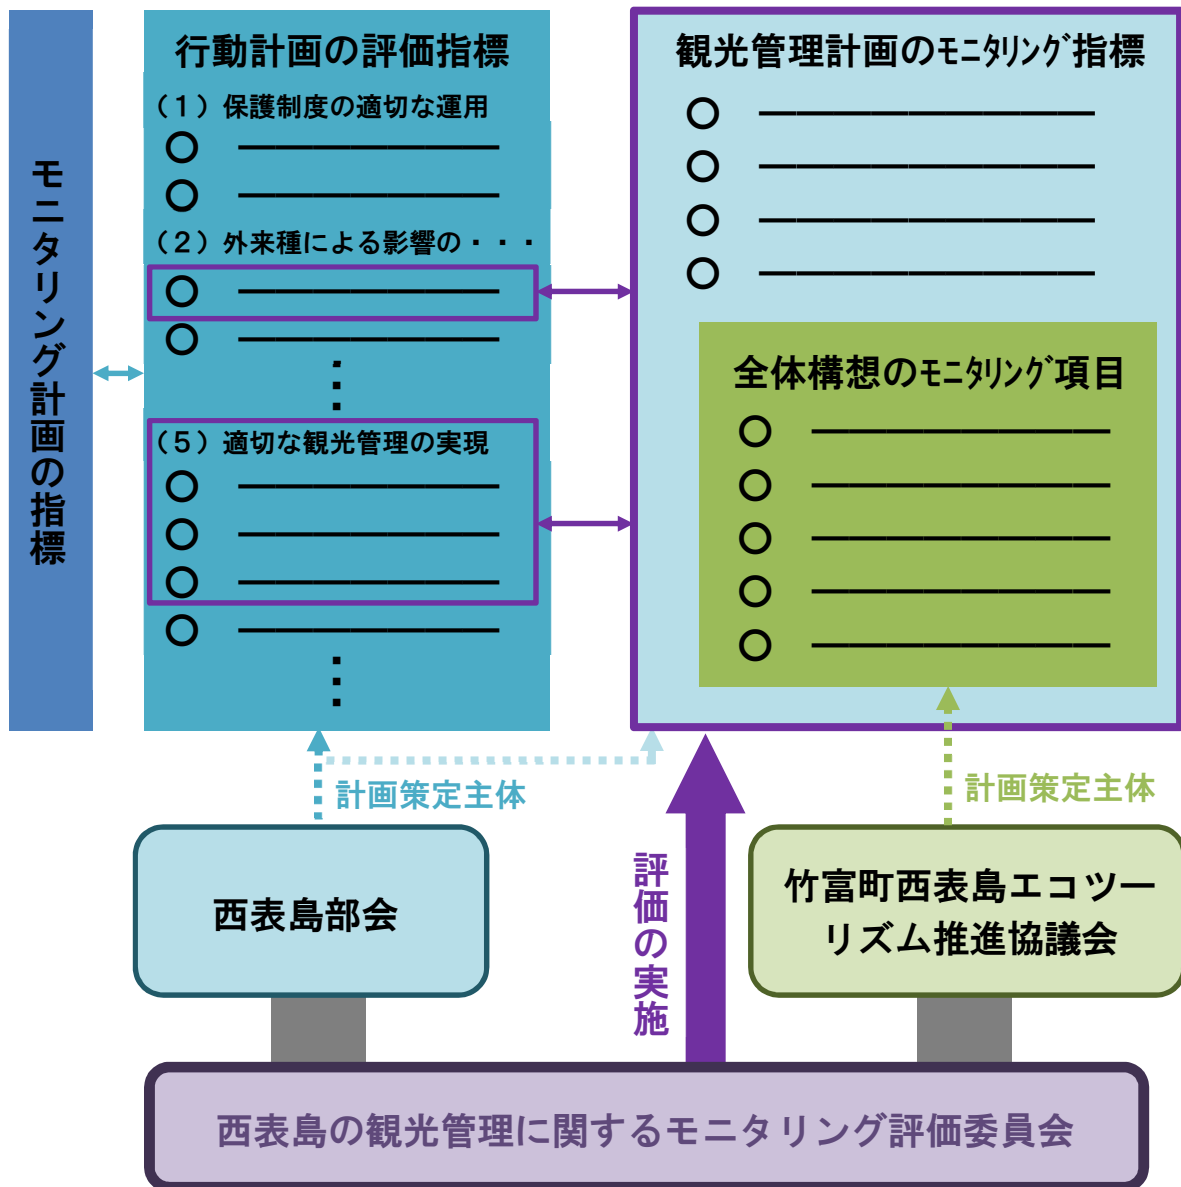 モニタリング計画の指標
行動計画の評価指標
（１）保護制度の適切な運用
（２）外来種による影響の・・・
（５）適切な観光管理の実現
観光管理計画のﾓﾆﾀﾘﾝｸﾞ指標
全体構想のﾓﾆﾀﾘﾝｸﾞ項目
計画策定主体
計画策定主体
評価の実施
西表島部会
竹富町西表島エコツー
リズム推進協議会
西表島の観光管理に関するモニタリング評価委員会